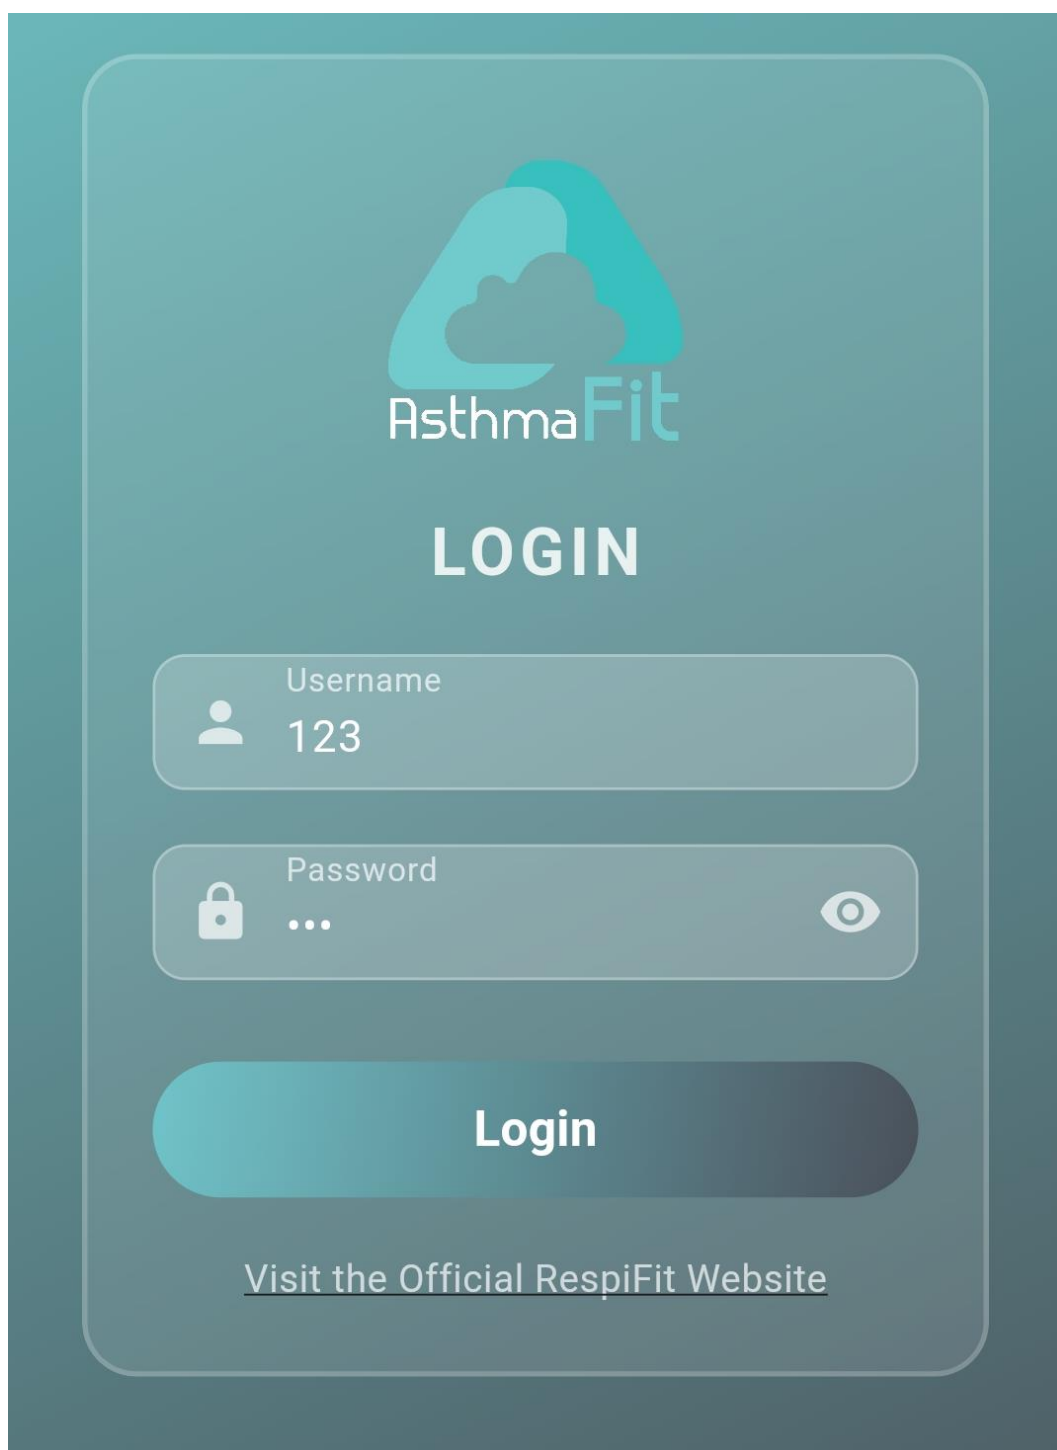 AsthmaFit
LOGIN
Username
123
Password
•••
Login
Visit the Official RespiFit Website